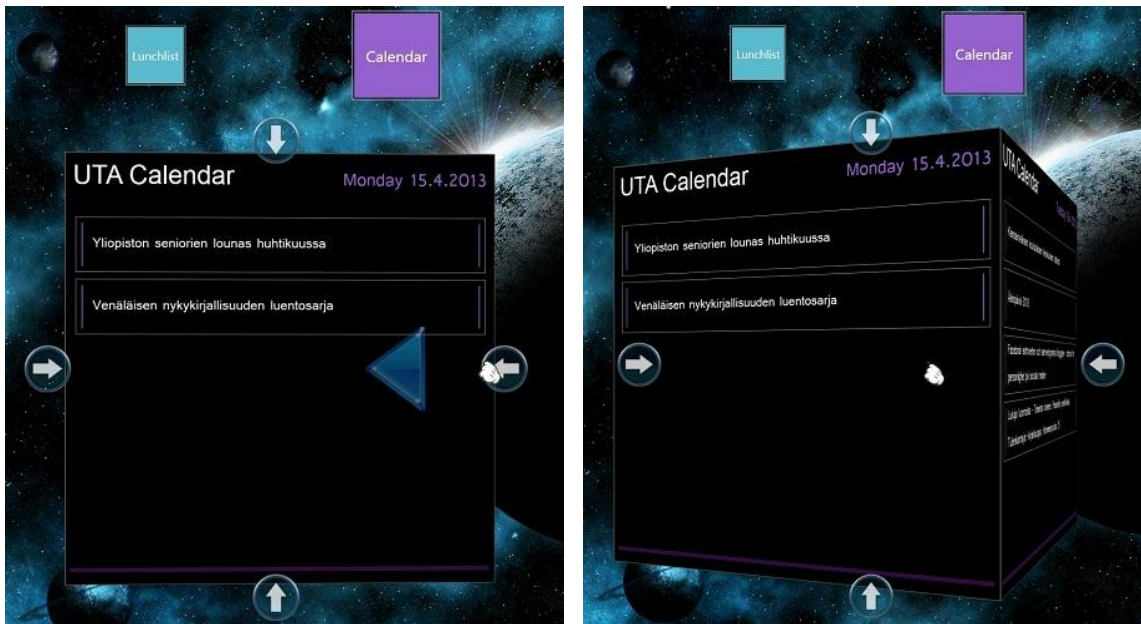 Lunchlist
Calendar
UTA Calendar
Monday 15.4.2013
Yliopiston seniorien lounas huhtikuussa
Venäläisen nykykirjallisuuden luentosarja
Lunchlist
Calendar
UTA Calendar
Monday 15.4.2013
Yliopiston seniorien lounas huhtikuussa
Venäläisen nykykirjallisuuden luentosarja
UTA Calendar